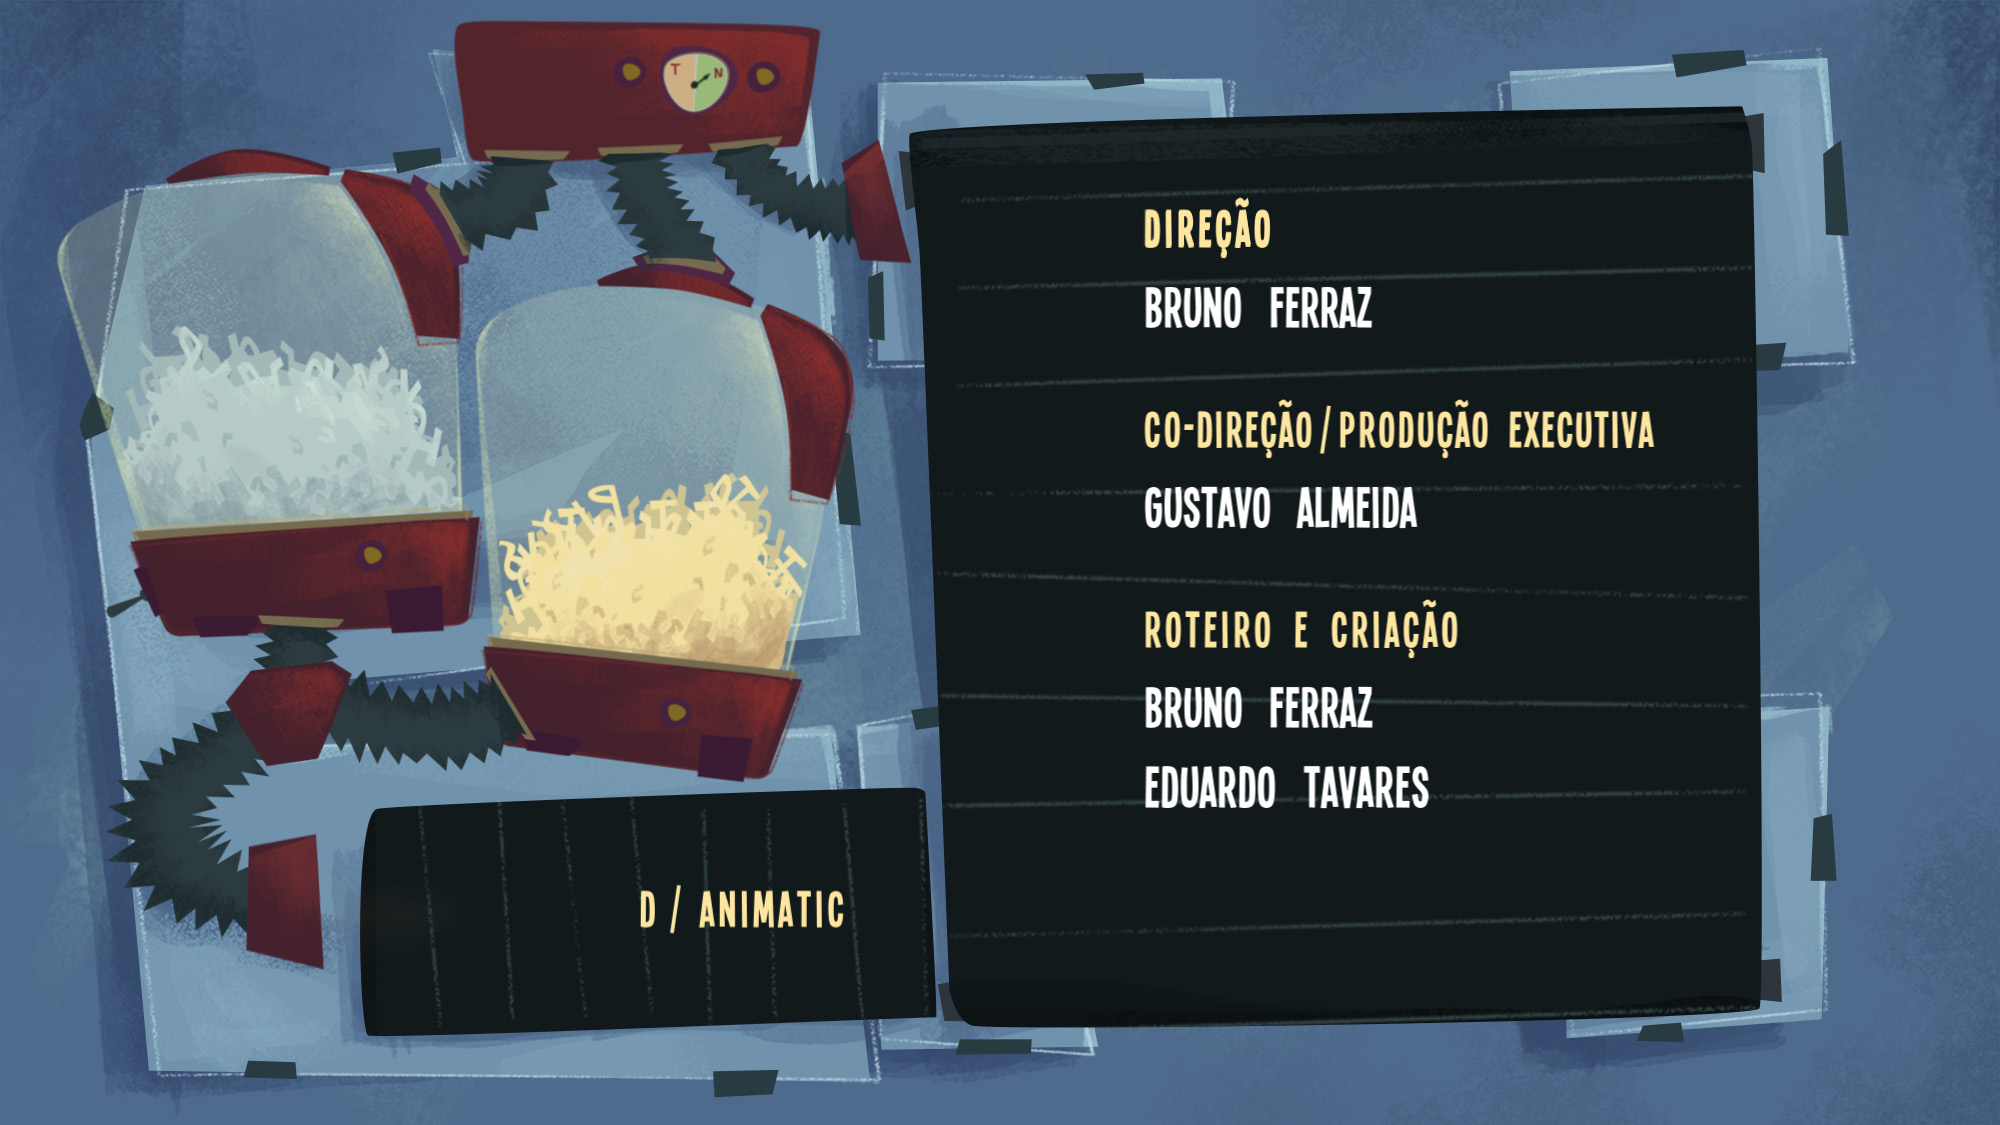 T N
DIREÇÃO
BRUNO FERRAZ
CO-DIREÇÃO/PRODUÇÃO EXECUTIVA
GUSTAVO ALMEIDA
ROTEIRO E CRIAÇÃO
BRUNO FERRAZ
EDUARDO TAVARES
D / ANIMATIC